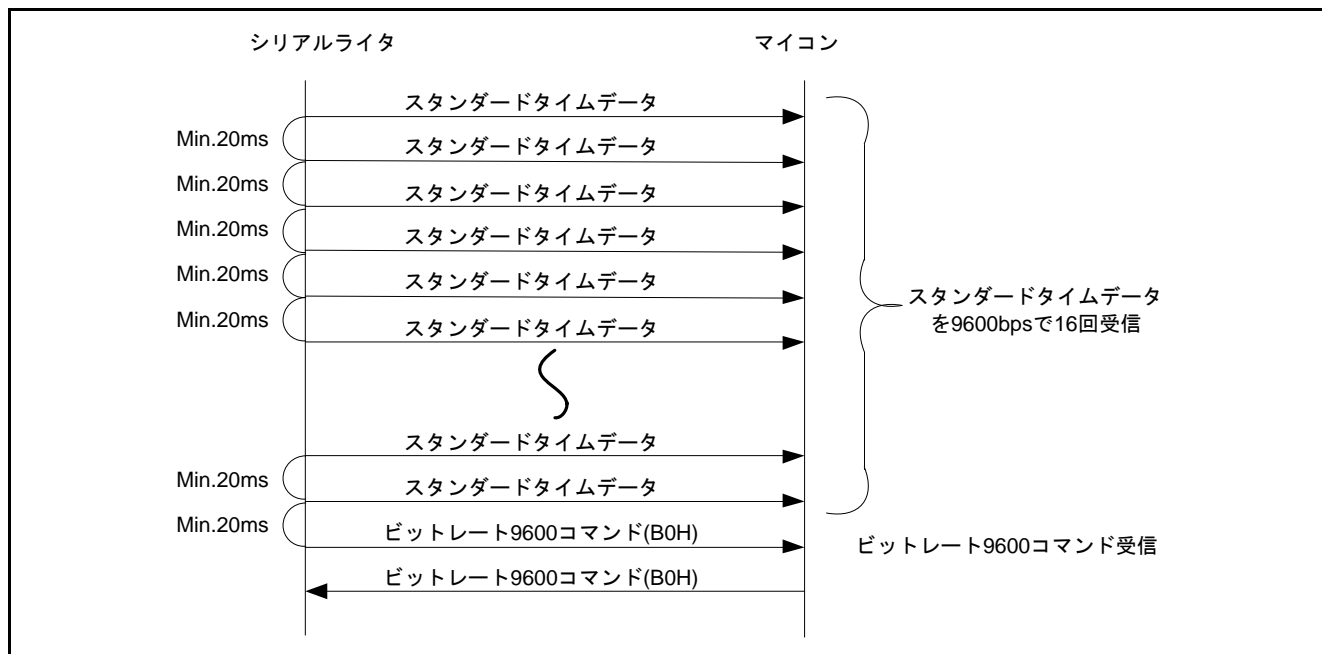 シリアルライタ
マイコン
スタンダードタイムデータ
Min.20ms
スタンダードタイムデータ
Min.20ms
スタンダードタイムデータ
Min.20ms
スタンダードタイムデータ
Min.20ms
スタンダードタイムデータ
Min.20ms
スタンダードタイムデータ
スタンダードタイムデータ
を9600bpsで16回受信
スタンダードタイムデータ
Min.20ms
スタンダードタイムデータ
Min.20ms
ビットレート9600コマンド(B0H)
ビットレート9600コマンド受信
ビットレート9600コマンド(B0H)